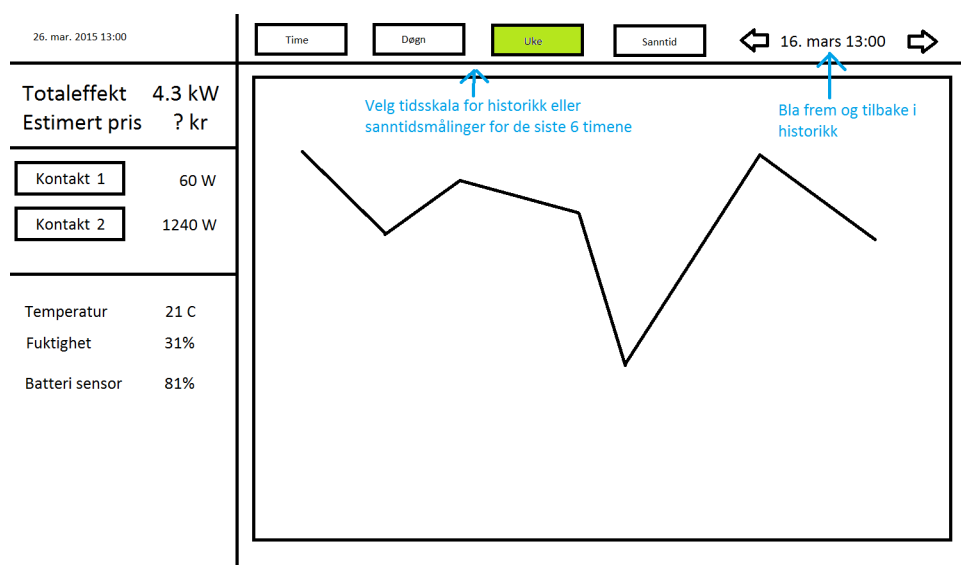 26. mar. 2015 13:00
Time
Døgn
Uke
Sanntid
16. mars 13:00
Totaleffekt 4.3 kW
Estimert pris ? kr
Velg tidsskala for historikk eller
sanntidsmålinger for de siste 6 timene
Bla frem og tilbake i
historikk
Kontakt 1 60 W
Kontakt 2 1240 W
Temperatur 21 C
Fuktighet 31%
Batteri sensor 81%